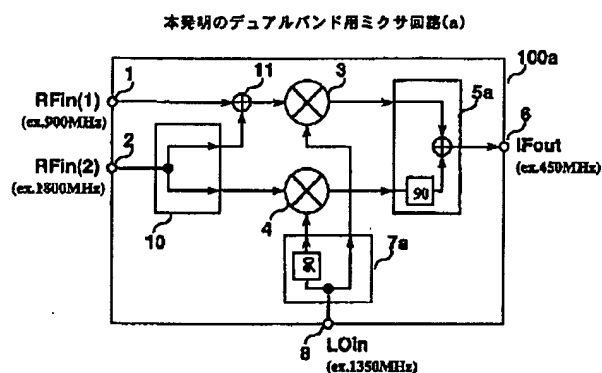 本発明のデュアルバンド用ミクサ回路(a)
1
11
3
100a
RFin(1)
(ex.900MHz)
5a
6
2
RFin(2)
(ex.1800MHz)
IFout
(ex.450MHz)
90
10
4
90
7a
8
LOin
(ex.1350MHz)